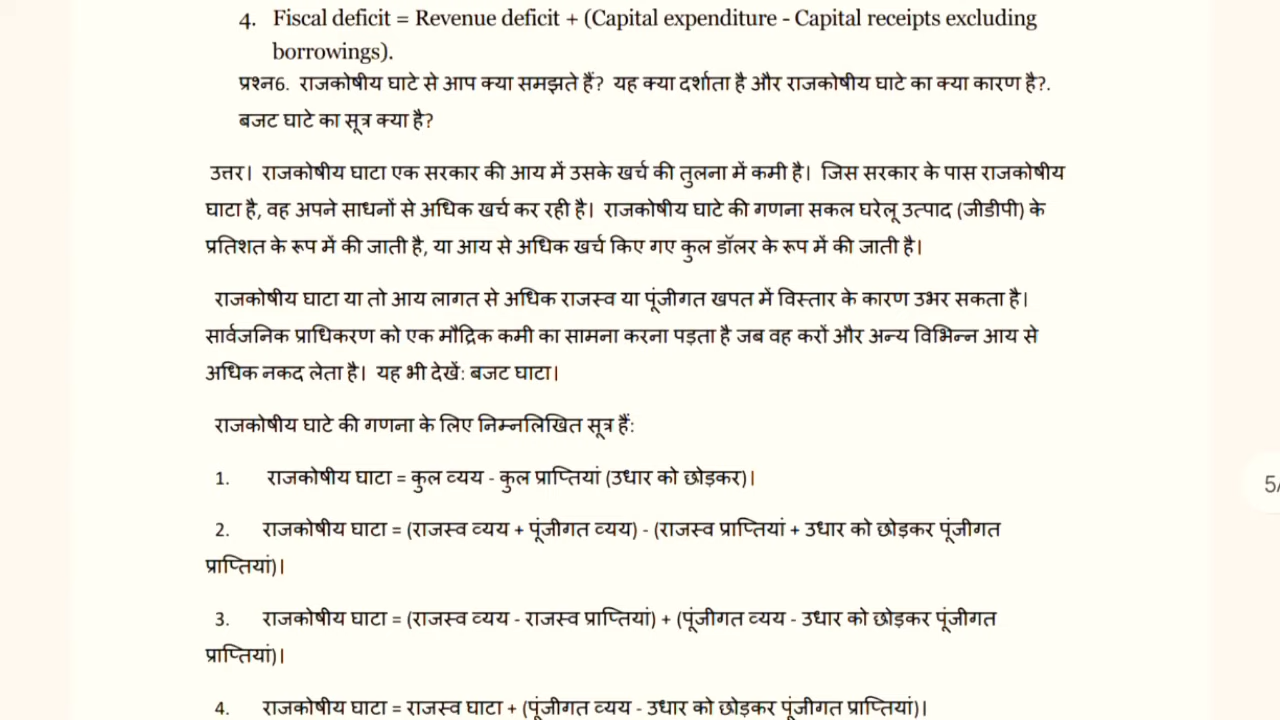 4. Fiscal deficit = Revenue deficit + (Capital expenditure - Capital receipts excluding
borrowings).
प्रश्न6. राजकोषीय घाटे से आप क्या समझते हैं? यह क्या दर्शाता है और राजकोषीय घाटे का क्या कारण है?.
बजट घाटे का सूत्र क्या है?
उत्तर। राजकोषीय घाटा एक सरकार की आय में उसके खर्च की तुलना में कमी है। जिस सरकार के पास राजकोषीय
घाटा है, वह अपने साधनों से अधिक खर्च कर रही है। राजकोषीय घाटे की गणना सकल घरेलू उत्पाद (जीडीपी) के
प्रतिशत के रूप में की जाती है, या आय से अधिक खर्च किए गए कुल डॉलर के रूप में की जाती है।
राजकोषीय घाटा या तो आय लागत से अधिक राजस्व या पूंजीगत खपत में विस्तार के कारण उभर सकता है।
सार्वजनिक प्राधिकरण को एक मौद्रिक कमी का सामना करना पड़ता है जब वह करों और अन्य विभिन्न आय से
अधिक नकद लेता है। यह भी देखें: बजट घाटा।
राजकोषीय घाटे की गणना के लिए निम्नलिखित सूत्र हैं:
1. राजकोषीय घाटा = कुल व्यय - कुल प्राप्तियां (उधार को छोड़कर)।
2. राजकोषीय घाटा = (राजस्व व्यय + पूंजीगत व्यय) - (राजस्व प्राप्तियां + उधार को छोड़कर पूंजीगत
प्राप्तियां)।
3. राजकोषीय घाटा = (राजस्व व्यय - राजस्व प्राप्तियां) + (पूंजीगत व्यय - उधार को छोड़कर पूंजीगत
प्राप्तियां)।
4. राजकोषीय घाटा = राजस्व घाटा + (पूंजीगत व्यय - उधार को छोड़कर पूंजीगत प्राप्तियां)।
5/